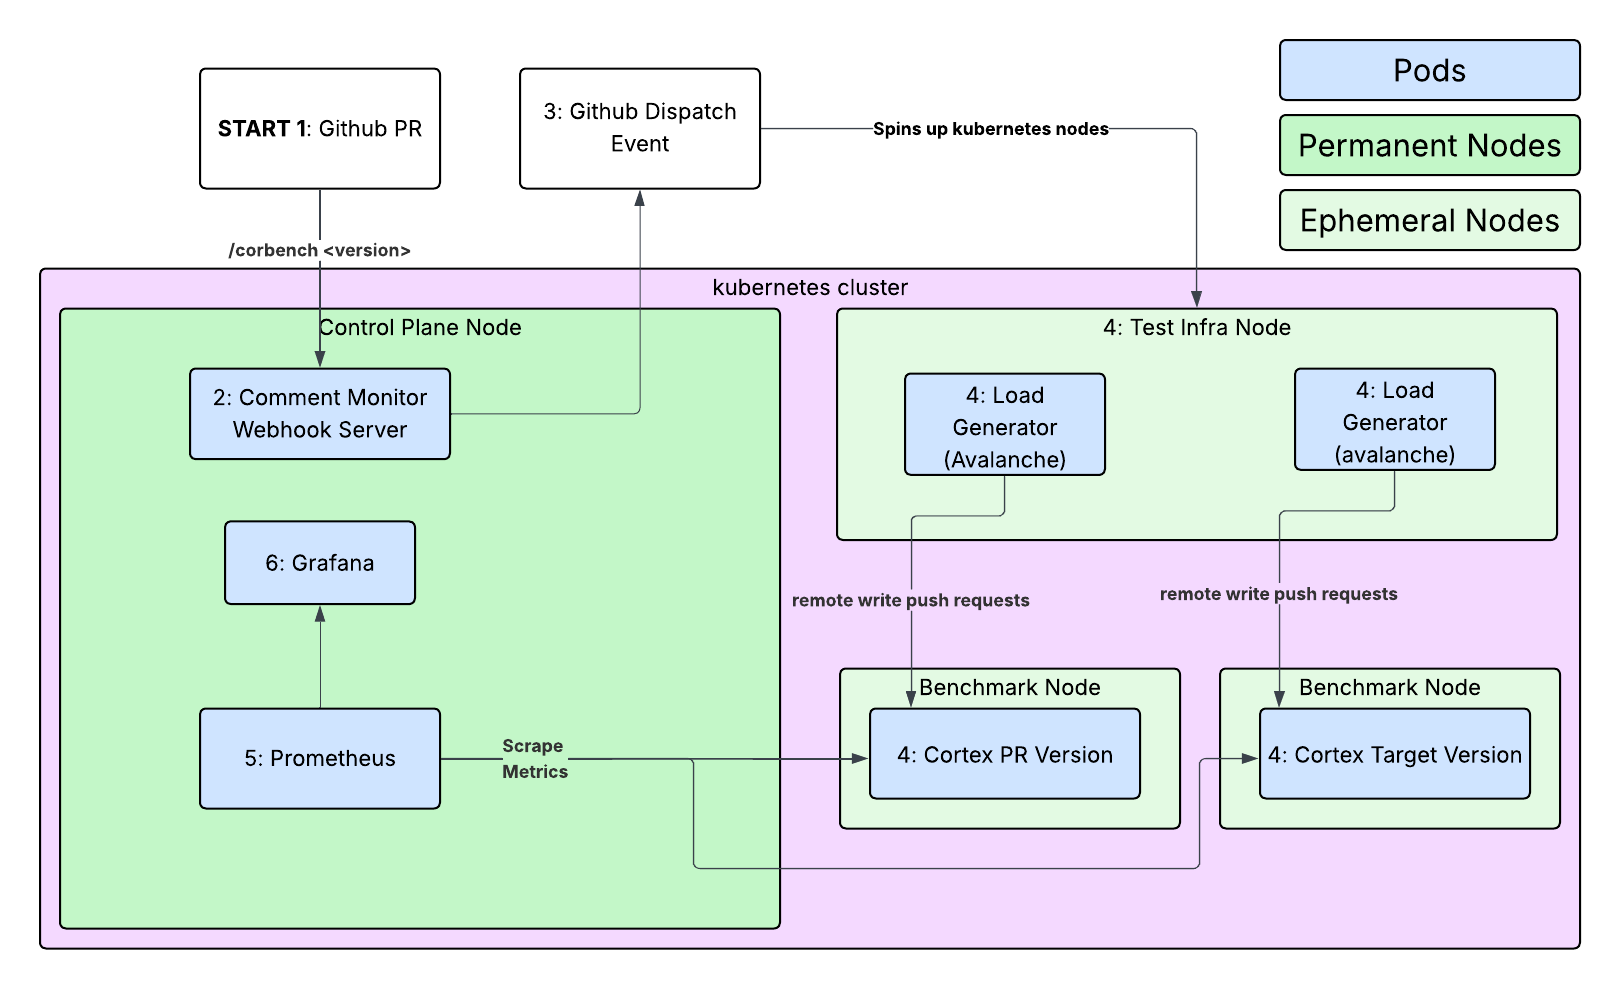 START 1: Github PR
3: Github Dispatch
Event
Spins up kubernetes nodes
Pods
Permanent Nodes
Ephemeral Nodes
/corbench <version>
kubernetes cluster
Control Plane Node
2: Comment Monitor
Webhook Server
6: Grafana
5: Prometheus
Scrape
Metrics
4: Test Infra Node
4: Load
Generator
(Avalanche)
4: Load
Generator
(avalanche)
remote write push requests
remote write push requests
Benchmark Node
4: Cortex PR Version
Benchmark Node
4: Cortex Target Version